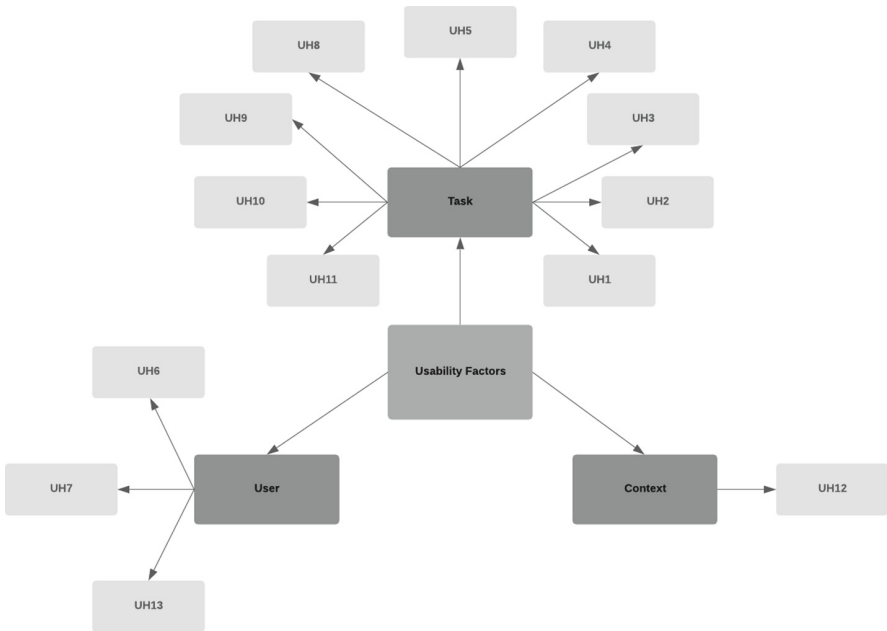 UH5
UH8
UH4
UH9
UH3
Task
UH10
UH2
UH11
UH1
Usability Factors
UH6
User
Context
UH7
UH12
UH13